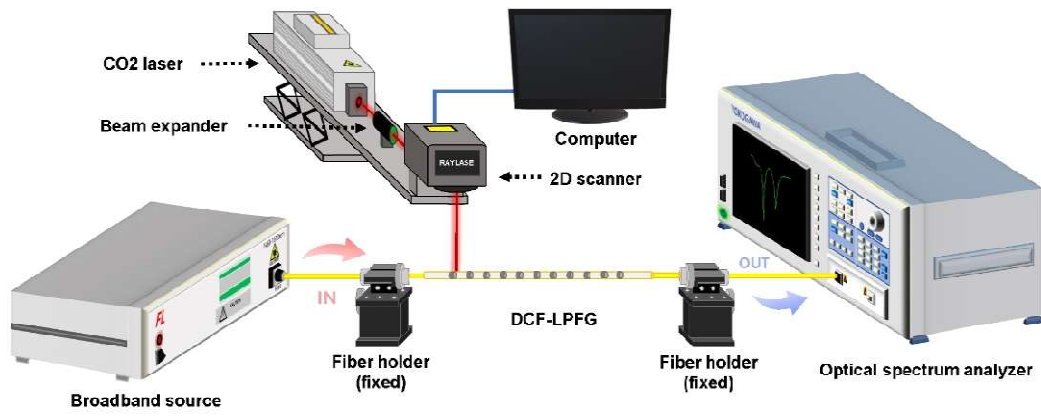 CO2 laser
Beam expander
RAYLASE
Computer
2D scanner
YOKOGAWA
IN
OUT
FL
DCF-LPFG
Fiber holder
(fixed)
Fiber holder
(fixed)
Optical spectrum analyzer
Broadband source